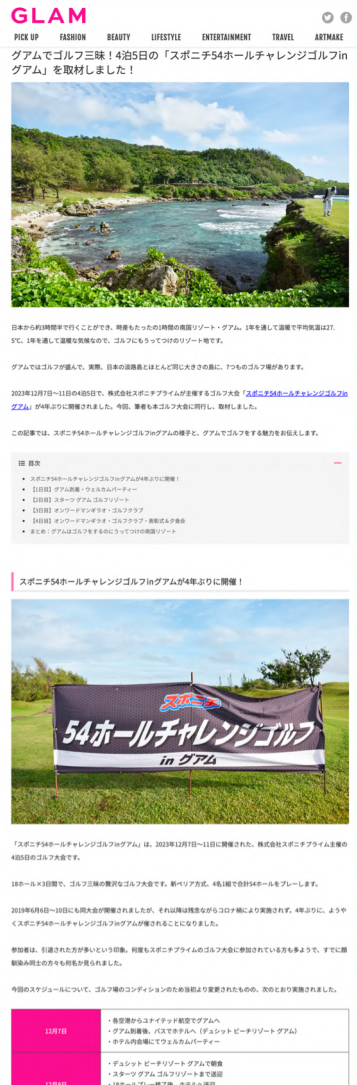 GLAM
PICK UP FASHION BEAUTY LIFESTYLE ENTERTAINMENT TRAVEL ARTMAKE
グアムでゴルフ三昧！4泊5日の「スポニチ54ホールチャレンジゴルフin
グアム」を取材しました！
日本から約3時間半で行くことができ、時差もたったの1時間の南国リゾート・グアム。1年を通して温暖で平均気温は27.
5℃。1年を通して温暖な気候なので、ゴルフにもうってつけのリゾート地です。
グアムではゴルフが盛んで、実際、日本の淡路島とほとんど同じ大きさの島に、7つものゴルフ場があります。
2023年12月7日〜11日の4泊5日で、株式会社スポニチプライムが主催するゴルフ大会「スポニチ54ホールチャレンジゴルフin
グアム」が4年ぶりに開催されました。今回、筆者も本ゴルフ大会に同行し、取材しました。
この記事では、スポニチ54ホールチャレンジゴルフinグアムの様子と、グアムでゴルフをする魅力をお伝えします。
目次
スポニチ54ホールチャレンジゴルフinグアムが4年ぶりに開催！
【1日目】グアム到着・ウェルカムパーティー
【2日目】スターツ グアム ゴルフリゾート
【3日目】オンワードマンギラオ・ゴルフクラブ
【4日目】オンワードマンギラオ・ゴルフクラブ・表彰式＆夕食会
まとめ：グアムはゴルフをするのにうってつけの南国リゾート
スポニチ54ホールチャレンジゴルフinグアムが4年ぶりに開催！
スポニチ
54ホールチャレンジゴルフ
in グアム
「スポニチ54ホールチャレンジゴルフinグアム」は、2023年12月7日〜11日に開催された、株式会社スポニチプライム主催の
4泊5日のゴルフ大会です。
18ホール×3日間で、ゴルフ三昧の贅沢なゴルフ大会です。新ペリア方式、4名1組で合計54ホールをプレーします。
2019年6月6日〜10日にも同大会が開催されましたが、それ以降は残念ながらコロナ禍により実施されず。4年ぶりに、ようや
くスポニチ54ホールチャレンジゴルフinグアムが催されることになりました。
参加者は、引退された方が多いという印象。何度もスポニチプライムのゴルフ大会に参加されている方も多ようで、すでに顔
馴染み同士の方々も何名か見られました。
今回のスケジュールについて、ゴルフ場のコンディションのため当初より変更されたものの、次のとおり実施されました。
12月7日
・各空港からユナイテッド航空でグアムへ
・グアム到着後、バスでホテルへ（デュシット ビーチリゾート グアム）
・ホテル内会場にてウェルカムパーティー
・デュシット ビーチリゾート グアムで朝食
・スターツ グアム ゴルフリゾートまで送迎